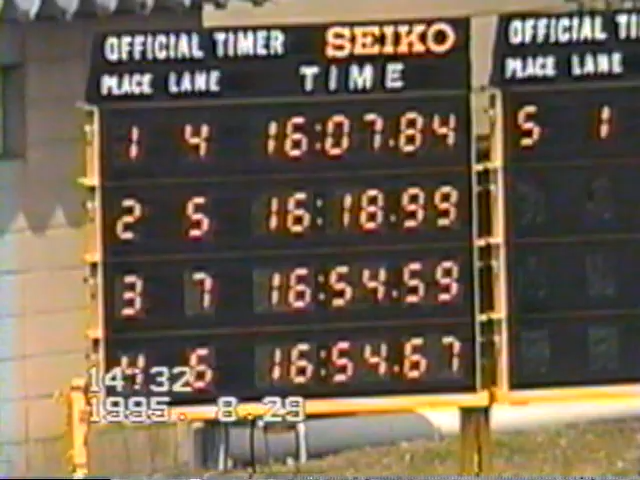 OFFICIAL TIMER SEIKO
PLACE LANE TIME
1 4 16:07.84
2 5 16:18.99
3 7 16:54.59
4 6 16:54.67
OFFICIAL TI
PLACE LANE
5 1
14:32
1995. 8.29